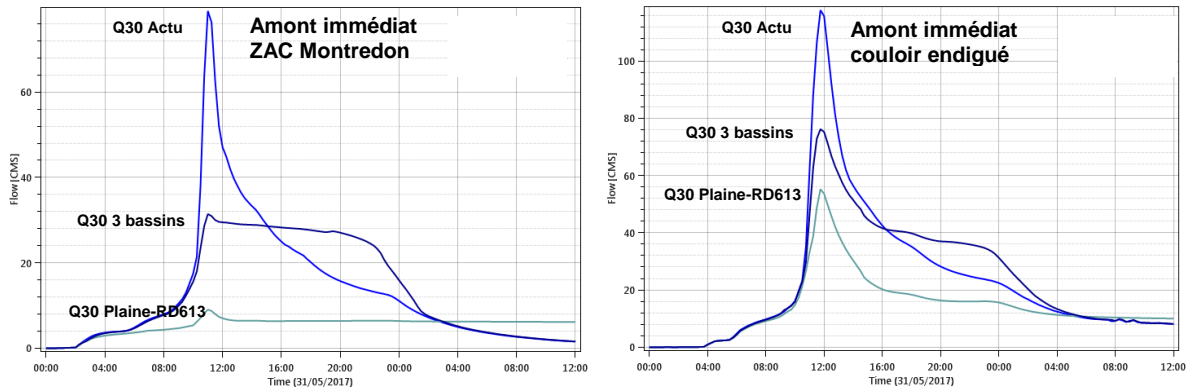 Q30 Actu
Amont immédiat
ZAC Montredon
Q30 3 bassins
Q30 Plaine-RD613
Flow[CMS]
60
40
20
0
00:00 04:00 08:00 12:00 16:00 20:00 00:00 04:00 08:00 12:00
Time (31/05/2017)
Q30 Actu
Amont immédiat
couloir endigué
Q30 3 bassins
Q30 Plaine-RD613
Flow[CMS]
100
80
60
40
20
0
00:00 04:00 08:00 12:00 16:00 20:00 00:00 04:00 08:00 12:00
Time (31/05/2017)